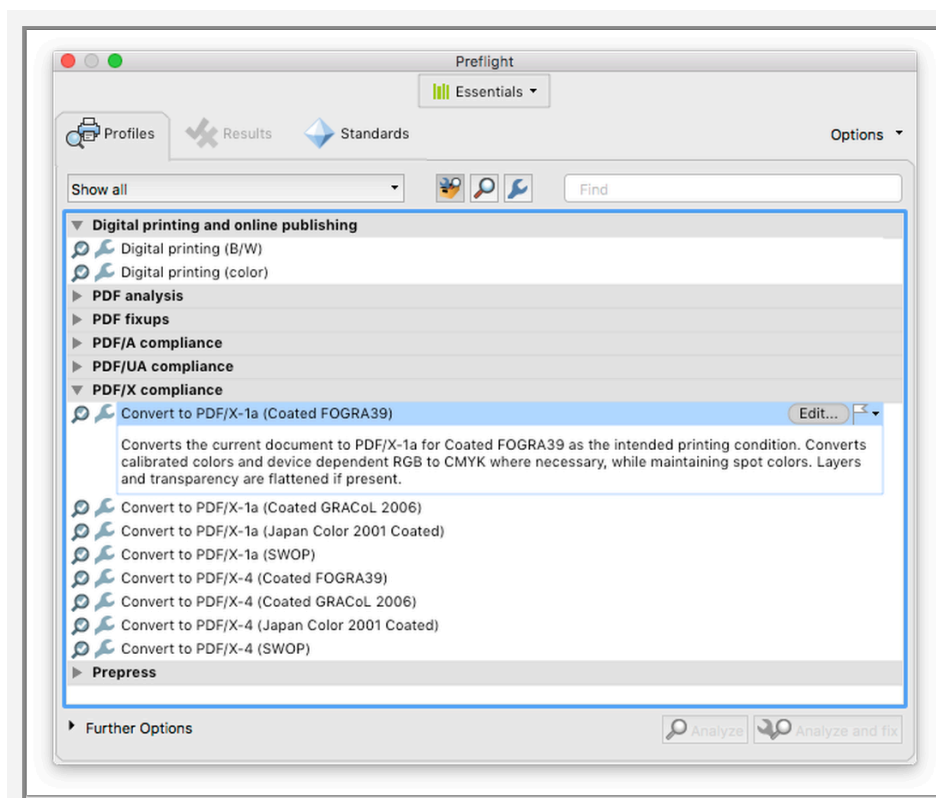 Preflight
Essentials
Profiles
Results
Standards
Options
Show all
Find
Digital printing and online publishing
Digital printing (B/W)
Digital printing (color)
PDF analysis
PDF fixups
PDF/A compliance
PDF/UA compliance
PDF/X compliance
Convert to PDF/X-1a (Coated FOGRA39)
Edit...
Converts the current document to PDF/X-1a for Coated FOGRA39 as the intended printing condition. Converts
calibrated colors and device dependent RGB to CMYK where necessary, while maintaining spot colors. Layers
and transparency are flattened if present.
Convert to PDF/X-1a (Coated GRACoL 2006)
Convert to PDF/X-1a (Japan Color 2001 Coated)
Convert to PDF/X-1a (SWOP)
Convert to PDF/X-4 (Coated FOGRA39)
Convert to PDF/X-4 (Coated GRACoL 2006)
Convert to PDF/X-4 (Japan Color 2001 Coated)
Convert to PDF/X-4 (SWOP)
Prepress
Further Options
Analyze
Analyze and fix